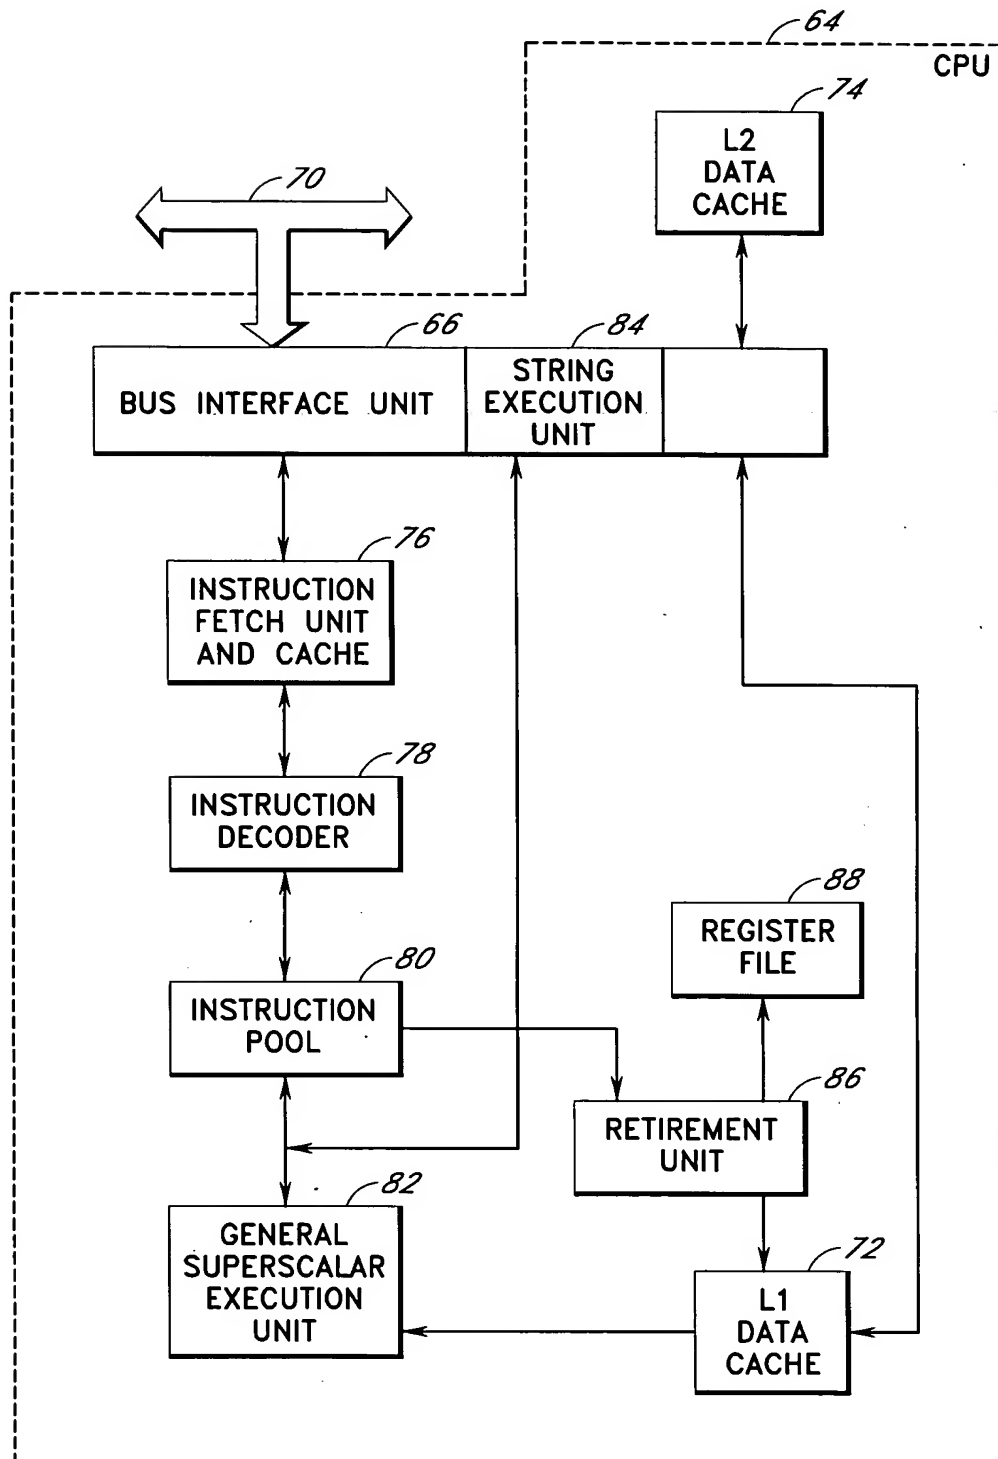 64
CPU
74
L2
DATA
CACHE
70
66
84
BUS INTERFACE UNIT
STRING
EXECUTION
UNIT
76
INSTRUCTION
FETCH UNIT
AND CACHE
78
INSTRUCTION
DECODER
88
REGISTER
FILE
80
INSTRUCTION
POOL
86
RETIREMENT
UNIT
82
GENERAL
SUPERSCALAR
EXECUTION
UNIT
72
L1
DATA
CACHE